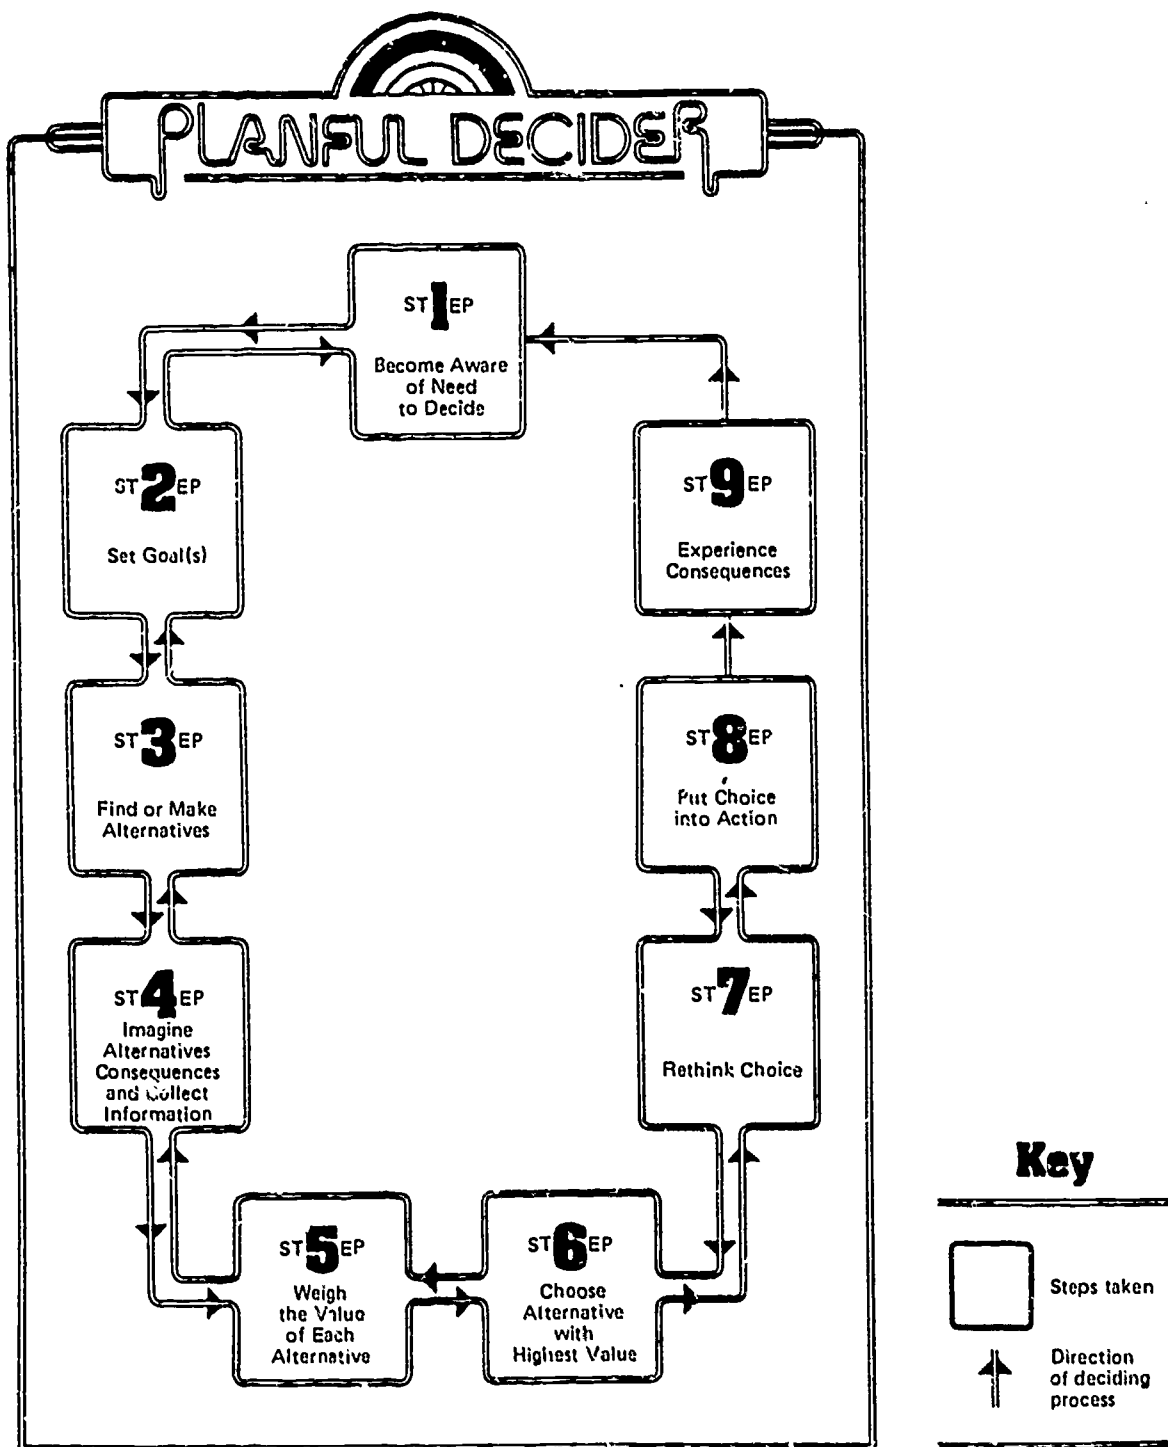 PLANFUL DECIDER
STEP 1
Become Aware
of Need
to Decide
STEP 2
Set Goal(s)
STEP 3
Find or Make
Alternatives
STEP 4
Imagine
Alternatives
Consequences
and Collect
Information
STEP 5
Weigh
the Value
of Each
Alternative
STEP 6
Choose
Alternative
with
Highest Value
STEP 7
Rethink Choice
STEP 8
Put Choice
into Action
STEP 9
Experience
Consequences
Key
Steps taken
Direction
of deciding
process